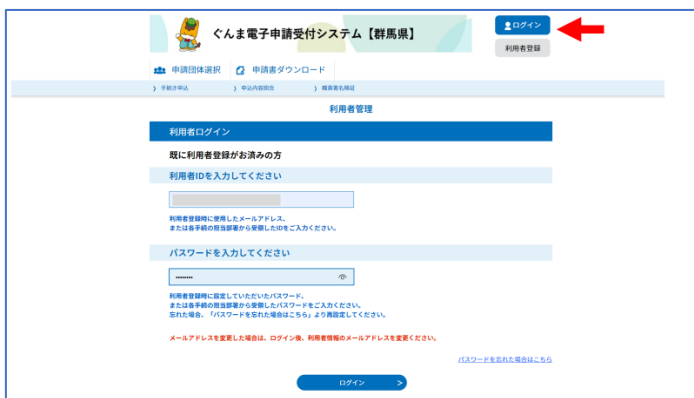 ぐんま電子申請受付システム【群馬県】
ログイン
利用者登録
申請団体選択 申請書ダウンロード
手続き申込 申込内容照会 職責署名検証
利用者管理
利用者ログイン
既に利用者登録がお済みの方
利用者IDを入力してください
利用者登録時に使用したメールアドレス、
または各手続の担当部署から受領したIDをご入力ください。
パスワードを入力してください
利用者登録時に設定していただいたパスワード、
または各手続の担当部署から受領したパスワードをご入力ください。
忘れた場合、「パスワードを忘れた場合はこちら」より再設定してください。
メールアドレスを変更した場合は、ログイン後、利用者情報のメールアドレスを変更ください。
パスワードを忘れた場合はこちら
ログイン